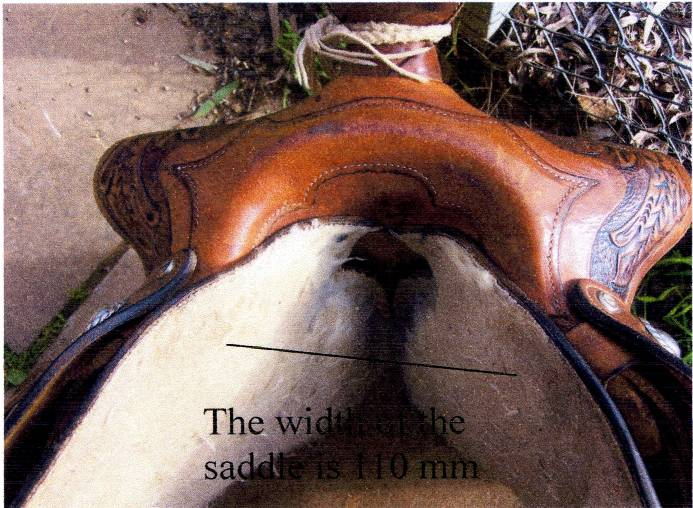 The width of the
saddle is 110 mm